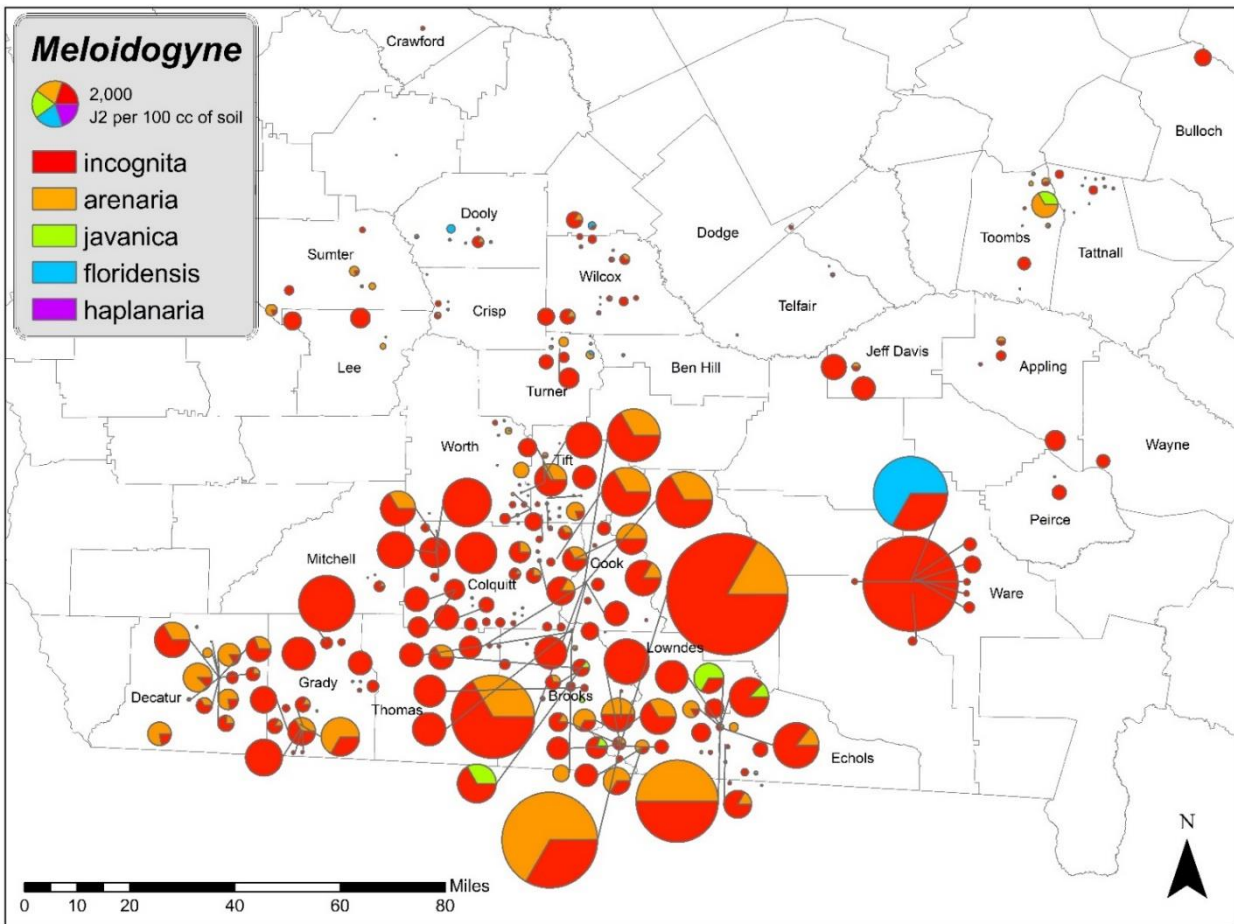 Meloidogyne
2,000
J2 per 100 cc of soil
incognita
arenaria
javanica
floridensis
haplanaria
Crawford
Bulloch
Dooly
Dodge
Toombs
Tattnall
Sumter
Wilcox
Telfair
Crisp
Lee
Turner
Ben Hill
Jeff Davis
Appling
Wayne
Worth
Tift
Peirce
Mitchell
Colquitt
Cook
Ware
Lowndes
Decatur
Grady
Thomas
Brooks
Echols
N
Miles
0 10 20 40 60 80